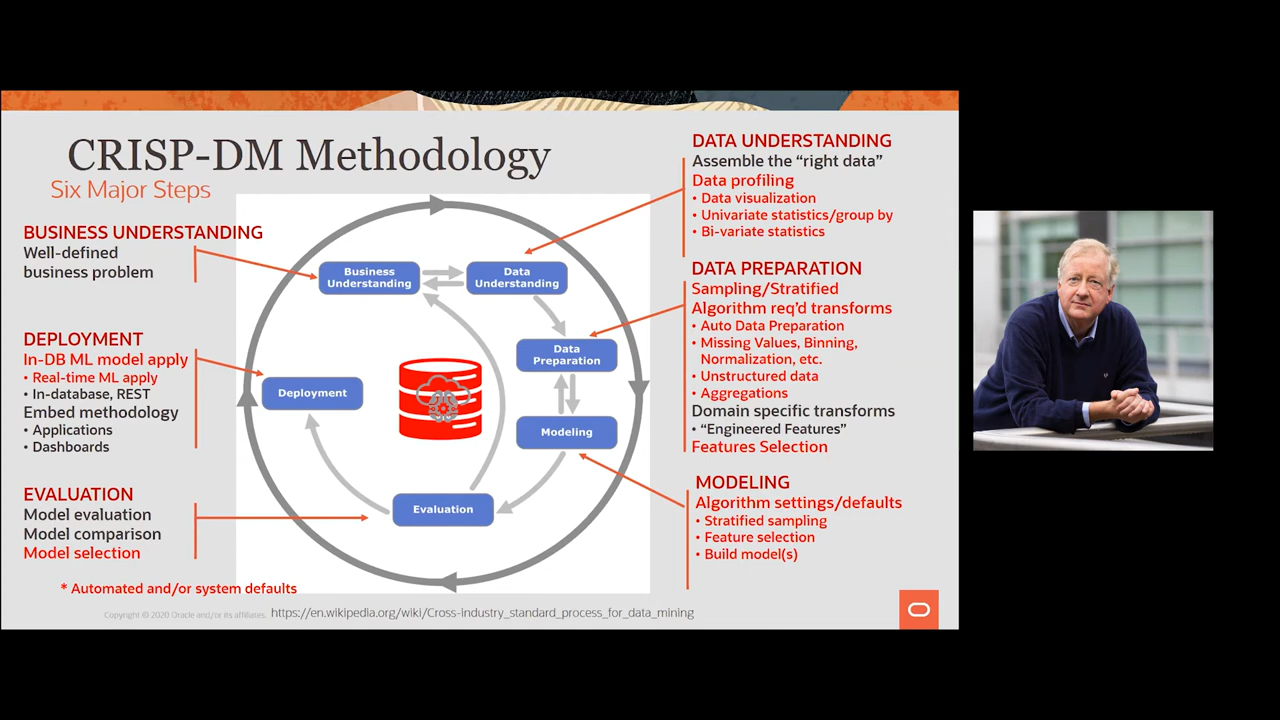 CRISP-DM Methodology
Six Major Steps
BUSINESS UNDERSTANDING
Well-defined
business problem
DEPLOYMENT
In-DB ML model apply
• Real-time ML apply
• In-database, REST
Embed methodology
• Applications
• Dashboards
EVALUATION
Model evaluation
Model comparison
Model selection
* Automated and/or system defaults
Business
Understanding
Data
Understanding
Data
Preparation
Modeling
Evaluation
Deployment
DATA UNDERSTANDING
Assemble the “right data”
Data profiling
• Data visualization
• Univariate statistics/group by
• Bi-variate statistics
DATA PREPARATION
Sampling/Stratified
Algorithm req’d transforms
• Auto Data Preparation
• Missing Values, Binning,
Normalization, etc.
• Unstructured data
• Aggregations
Domain specific transforms
• “Engineered Features”
Features Selection
MODELING
Algorithm settings/defaults
• Stratified sampling
• Feature selection
• Build model(s)
Copyright © 2020 Oracle and/or its affiliates.
https://en.wikipedia.org/wiki/Cross-industry_standard_process_for_data_mining